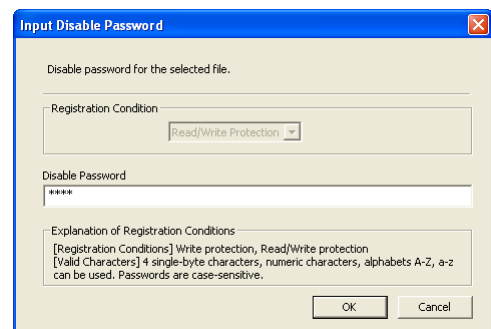 Input Disable Password
Disable password for the selected file.
Registration Condition
Read/Write Protection
Disable Password
****
Explanation of Registration Conditions
[Registration Conditions] Write protection, Read/Write protection
[Valid Characters] 4 single-byte characters, numeric characters, alphabets A-Z, a-z
can be used. Passwords are case-sensitive.
OK Cancel